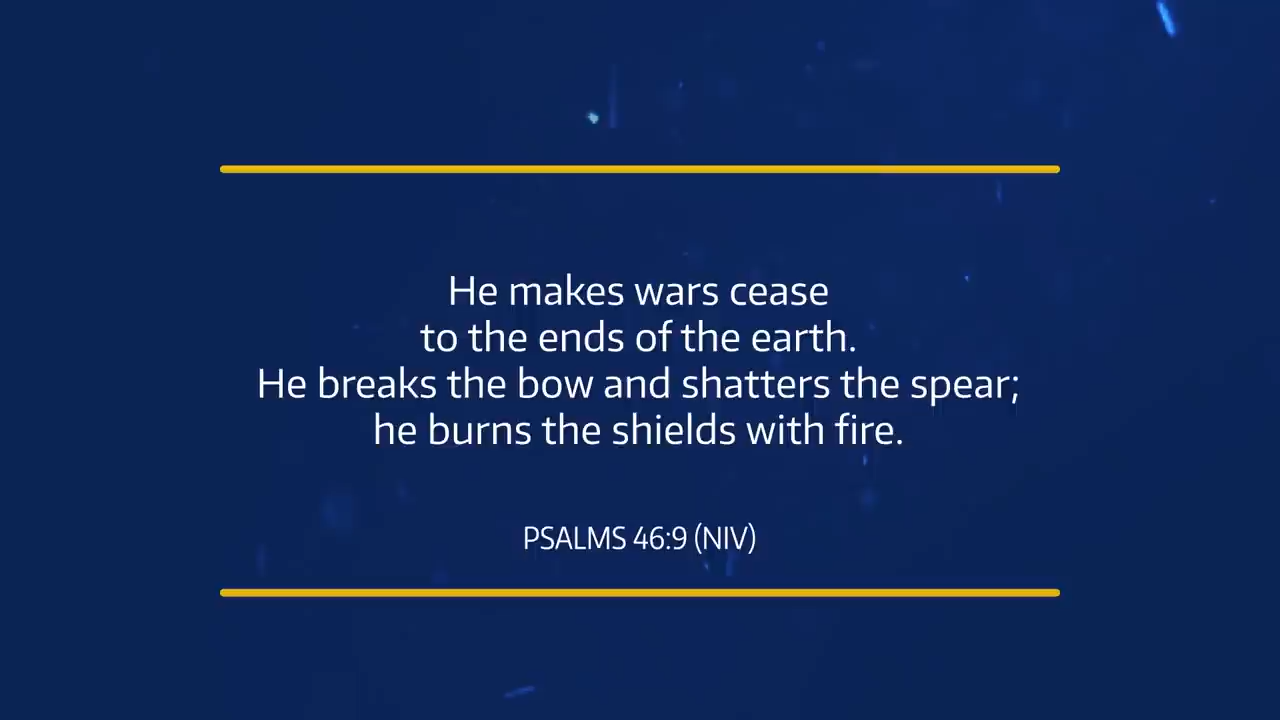 He makes wars cease
to the ends of the earth.
He breaks the bow and shatters the spear;
he burns the shields with fire.
PSALMS 46:9 (NIV)